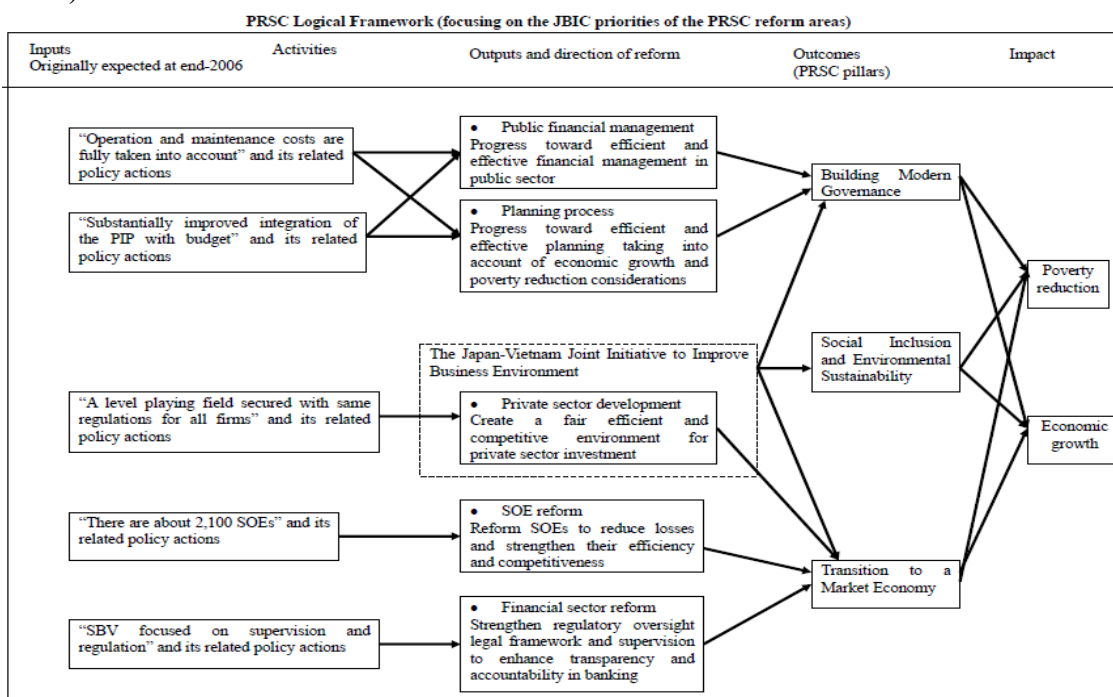 PRSC Logical Framework (focusing on the JBIC priorities of the PRSC reform areas)
Inputs
Originally expected at end-2006
Activities
Outputs and direction of reform
Outcomes
(PRSC pillars)
Impact
“Operation and maintenance costs are
fully taken into account” and its related
policy actions
“Substantially improved integration of
the PIP with budget” and its related
policy actions
“A level playing field secured with same
regulations for all firms” and its related
policy actions
“There are about 2,100 SOEs” and its
related policy actions
“SBV focused on supervision and
regulation” and its related policy actions
• Public financial management
Progress toward efficient and
effective financial management in
public sector
• Planning process
Progress toward efficient and
effective planning taking into
account of economic growth and
poverty reduction considerations
The Japan-Vietnam Joint Initiative to Improve
Business Environment
• Private sector development
Create a fair efficient and
competitive environment for
private sector investment
• SOE reform
Reform SOEs to reduce losses
and strengthen their efficiency
and competitiveness
• Financial sector reform
Strengthen regulatory oversight
legal framework and supervision
to enhance transparency and
accountability in banking
Building Modern
Governance
Social Inclusion
and Environmental
Sustainability
Transition to a
Market Economy
Poverty
reduction
Economic
growth